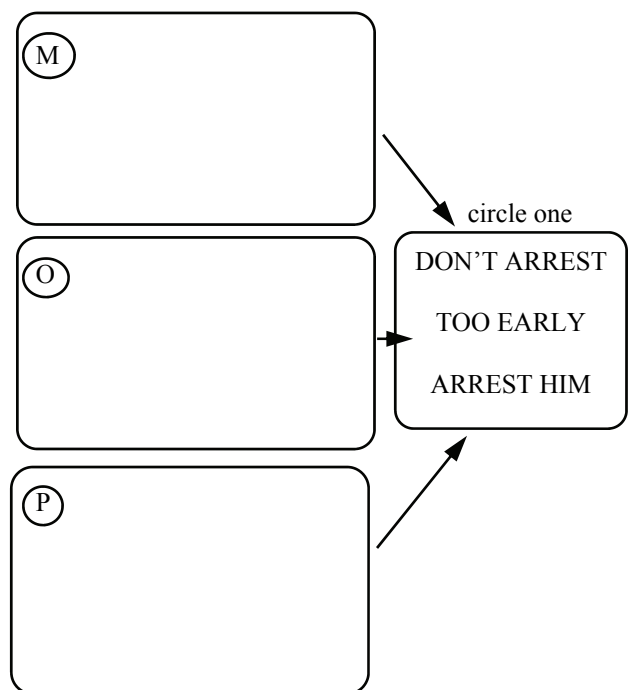 M
circle one
DON'T ARREST
O
TOO EARLY
ARREST HIM
P